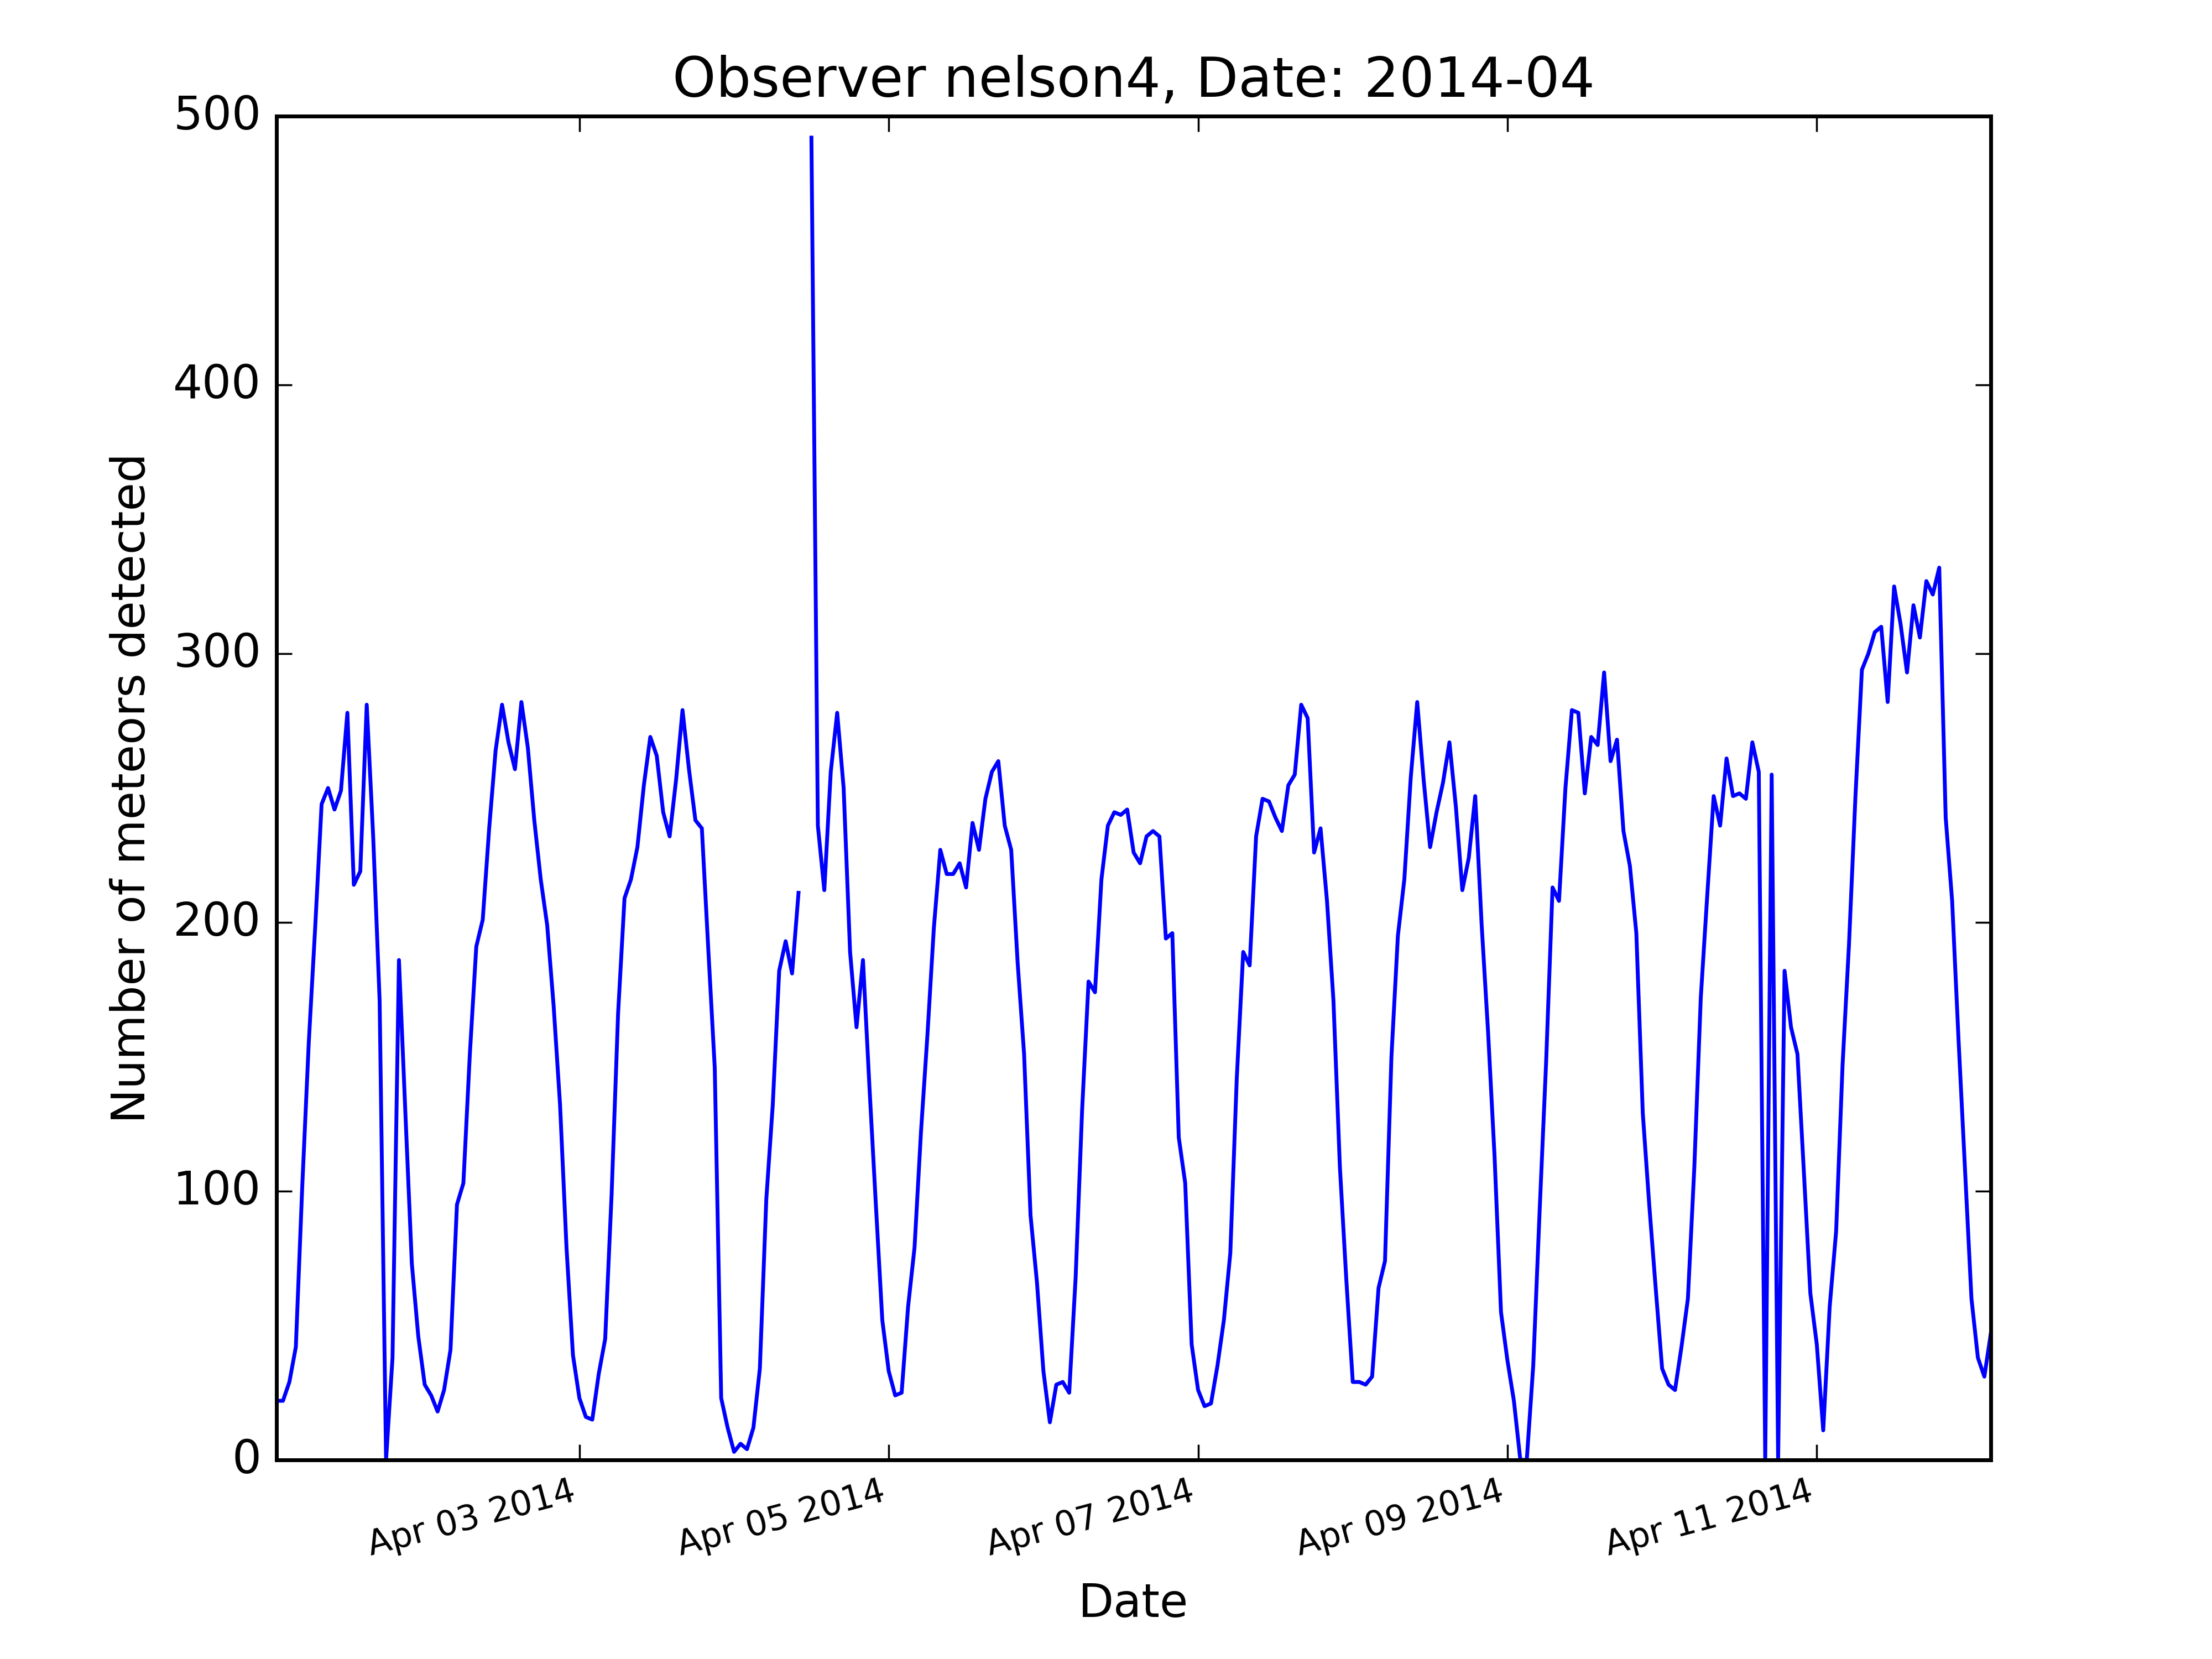 Observer nelson4, Date: 2014-04
500
400
300
200
100
0
Number of meteors detected
Apr 03 2014
Apr 05 2014
Apr 07 2014
Apr 09 2014
Apr 11 2014
Date